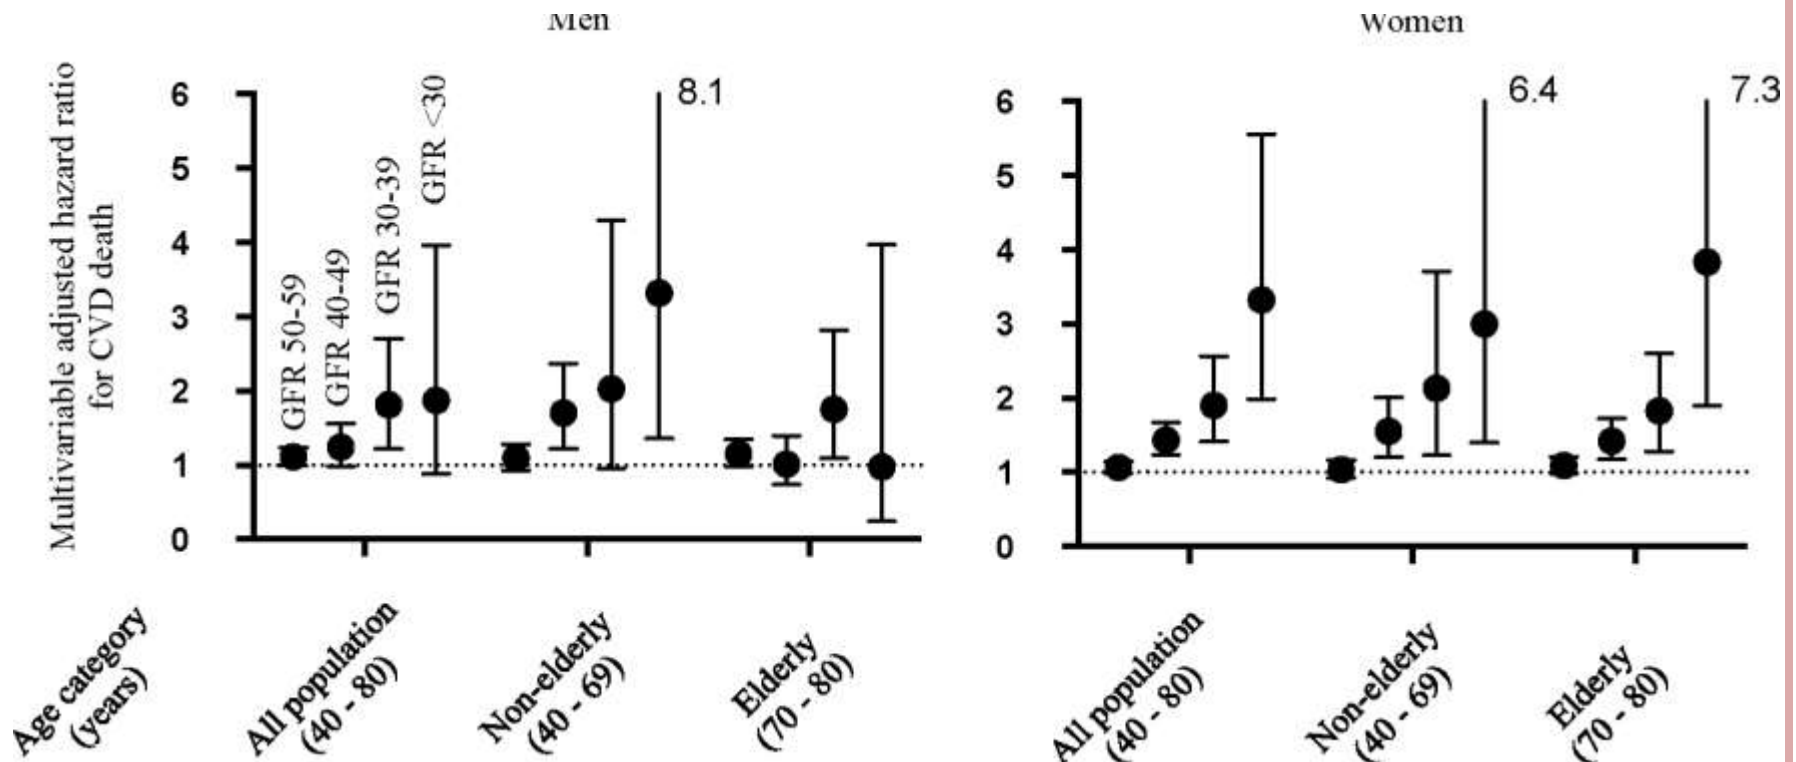 Men
Women
Multivariable adjusted hazard ratio
for CVD death
6
5
4
3
2
1
0
GFR 50-59
GFR 40-49
GFR 30-39
GFR <30
8.1
6
5
4
3
2
1
0
6.4
7.3
Age category
(years)
All population
(40 - 80)
Non-elderly
(40 - 69)
Elderly
(70 - 80)
All population
(40 - 80)
Non-elderly
(40 - 69)
Elderly
(70 - 80)